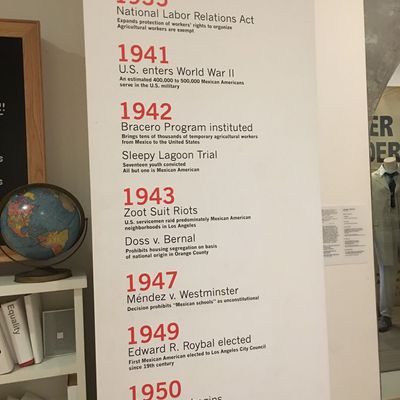 1935
National Labor Relations Act
Expands protection of workers' rights to organize
Agricultural workers are exempt
1941
U.S. enters World War II
An estimated 400,000 to 500,000 Mexican Americans
serve in the U.S. military
1942
Bracero Program instituted
Brings tens of thousands of temporary agricultural workers
from Mexico to the United States
Sleepy Lagoon Trial
Seventeen youth convicted
All but one is Mexican American
1943
Zoot Suit Riots
U.S. servicemen raid predominately Mexican American
neighborhoods in Los Angeles
Doss v. Bernal
Prohibits housing segregation on basis
of national origin in Orange County
1947
Méndez v. Westminster
Decision prohibits "Mexican schools" as unconstitutional
1949
Edward R. Roybal elected
First Mexican American elected to Los Angeles City Council
since 19th century
1950
Equality